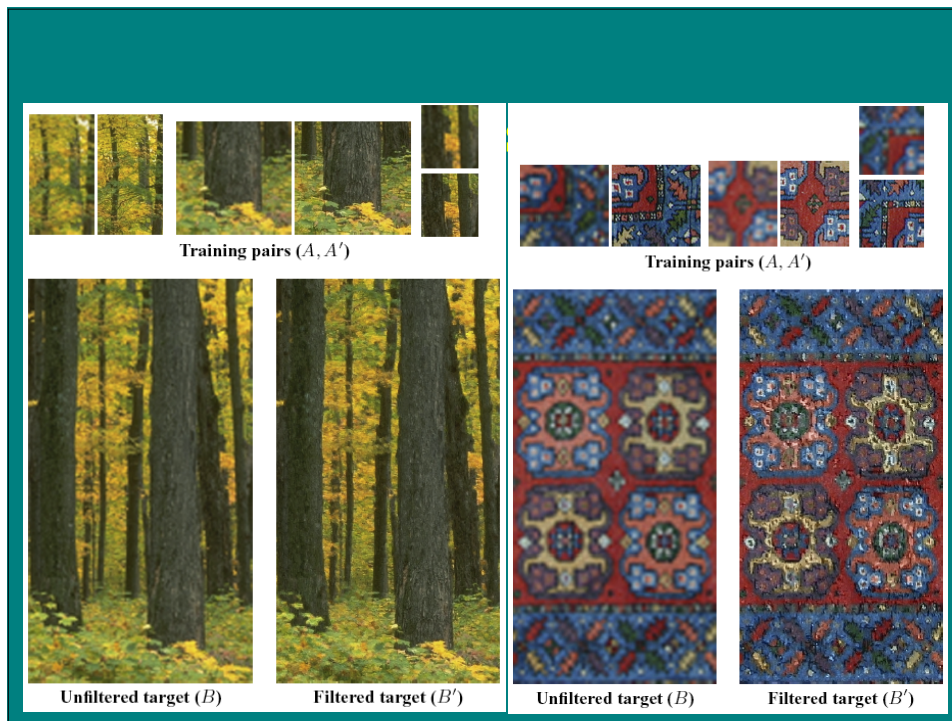 Training pairs (A, A′)
Unfiltered target (B)
Filtered target (B′)
Training pairs (A, A′)
Unfiltered target (B)
Filtered target (B′)